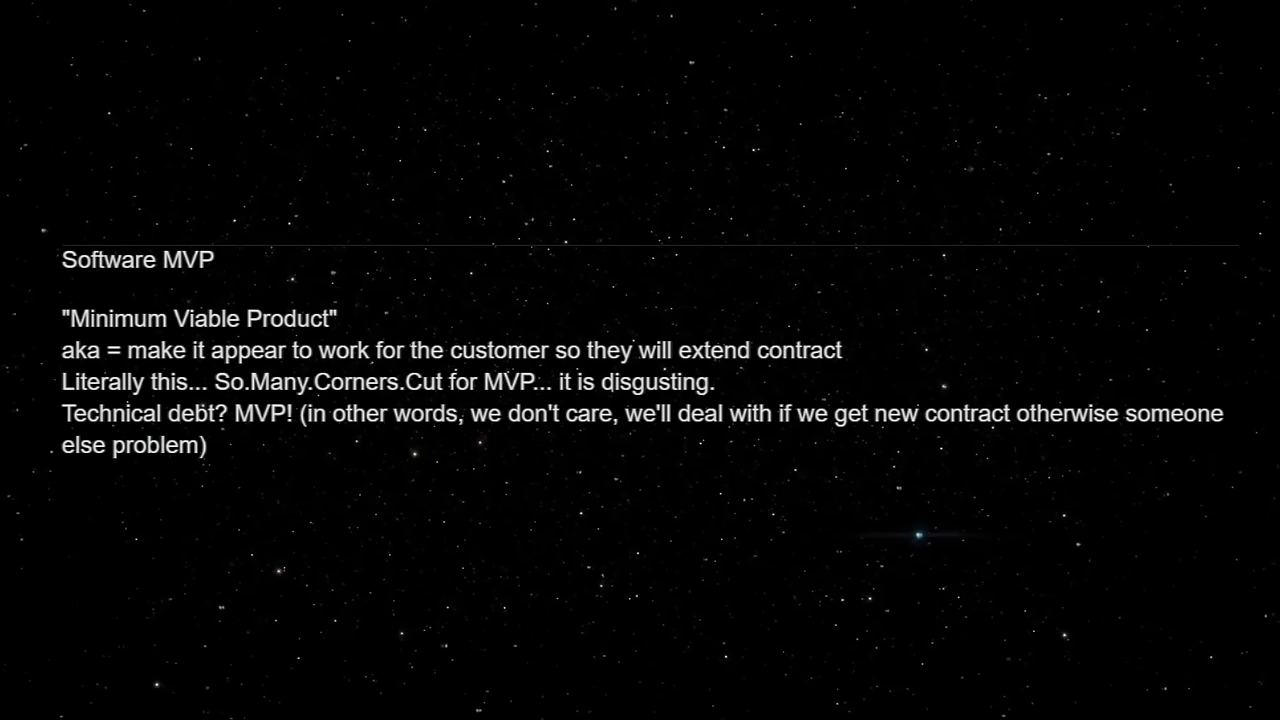 Software MVP
"Minimum Viable Product"
aka = make it appear to work for the customer so they will extend contract
Literally this... So.Many.Corners.Cut for MVP... it is disgusting.
Technical debt? MVP! (in other words, we don't care, we'll deal with if we get new contract otherwise someone
else problem)